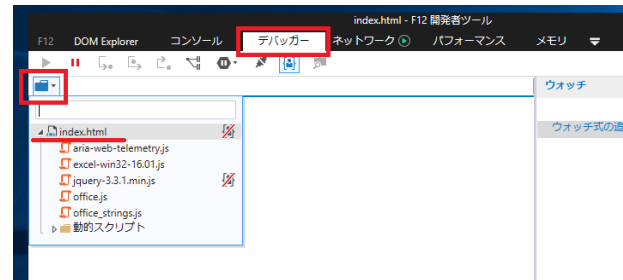 index.html - F12 開発者ツール
F12 DOM Explorer コンソール デバッガー ネットワーク パフォーマンス メモリ
ウォッチ
index.html
ウォッチ式の追
aria-web-telemetry.js
excel-win32-16.01.js
jquery-3.3.1.min.js
office.js
office_strings.js
動的スクリプト